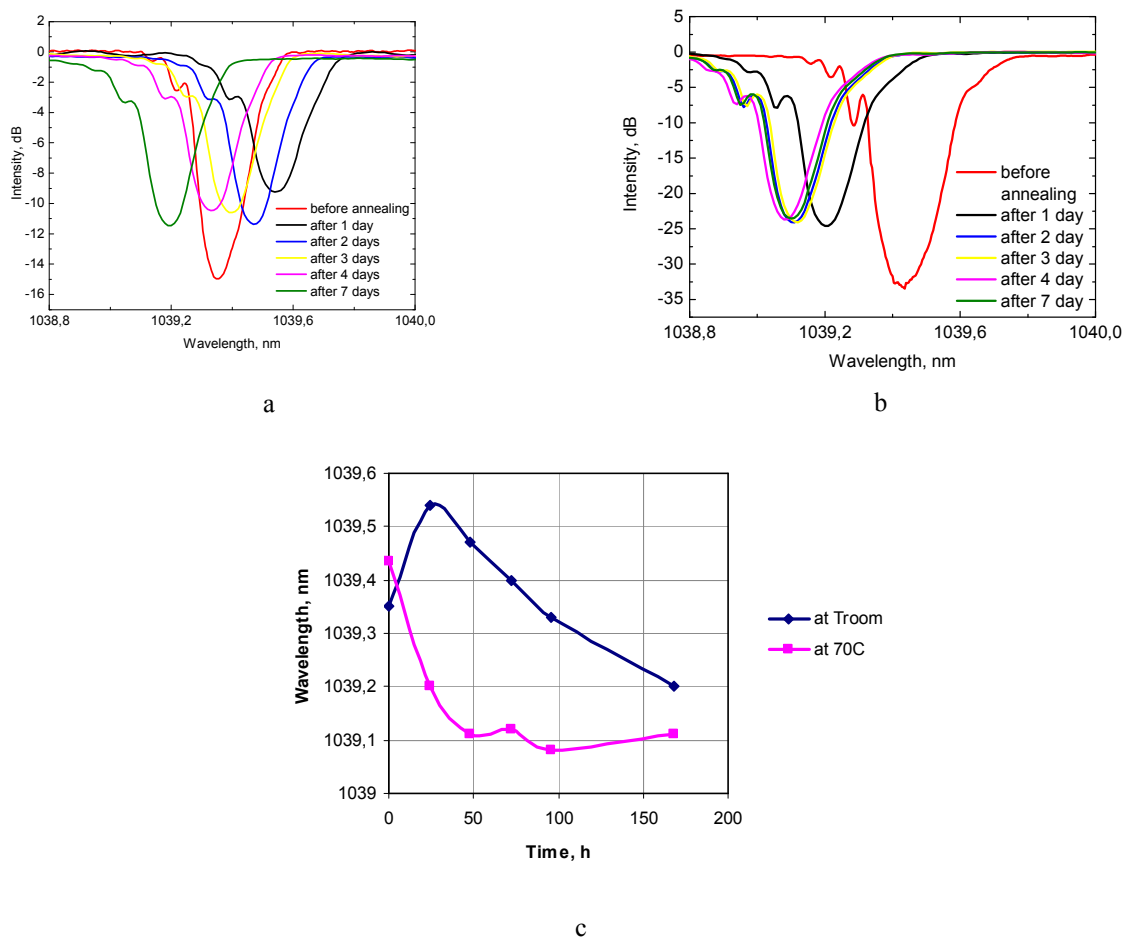 a
2
0
-2
-4
-6
-8
-10
-12
-14
-16
Intensity, dB
1038,8
1039,2
1039,6
1040,0
Wavelength, nm
before annealing
after 1 day
after 2 days
after 3 days
after 4 days
after 7 days
a
b
5
0
-5
-10
-15
-20
-25
-30
-35
Intensity, dB
1038,8
1039,2
1039,6
1040,0
Wavelength, nm
before
annealing
after 1 day
after 2 day
after 3 day
after 4 day
after 7 day
b
1039,6
1039,5
1039,4
1039,3
1039,2
1039,1
1039
Wavelength, nm
0
50
100
150
200
Time, h
at Troom
at 70C
c